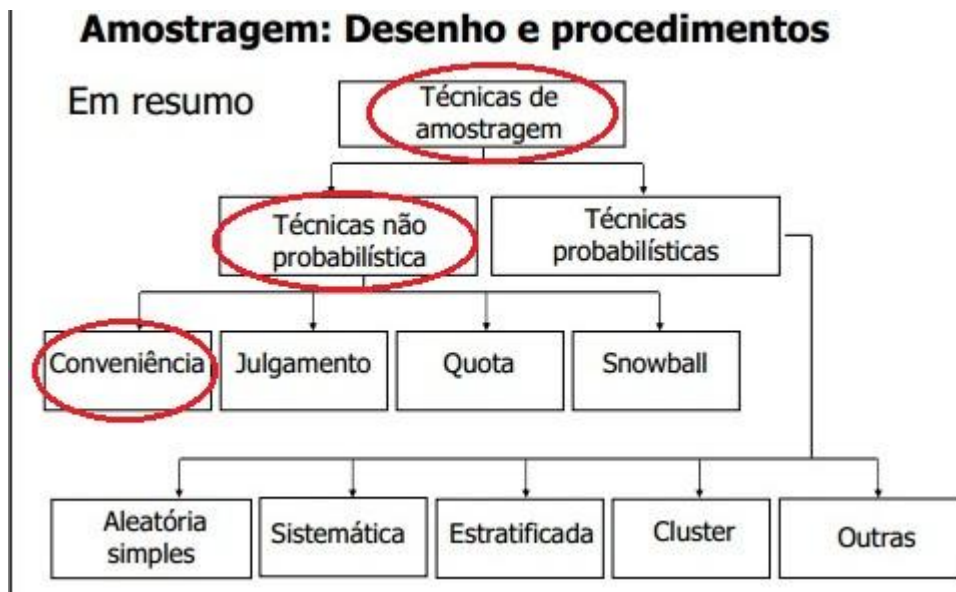 Amostragem: Desenho e procedimentos
Em resumo
Técnicas de
amostragem
Técnicas não
probabilística
Técnicas
probabilísticas
Conveniência
Julgamento
Quota
Snowball
Aleatória
simples
Sistemática
Estratificada
Cluster
Outras